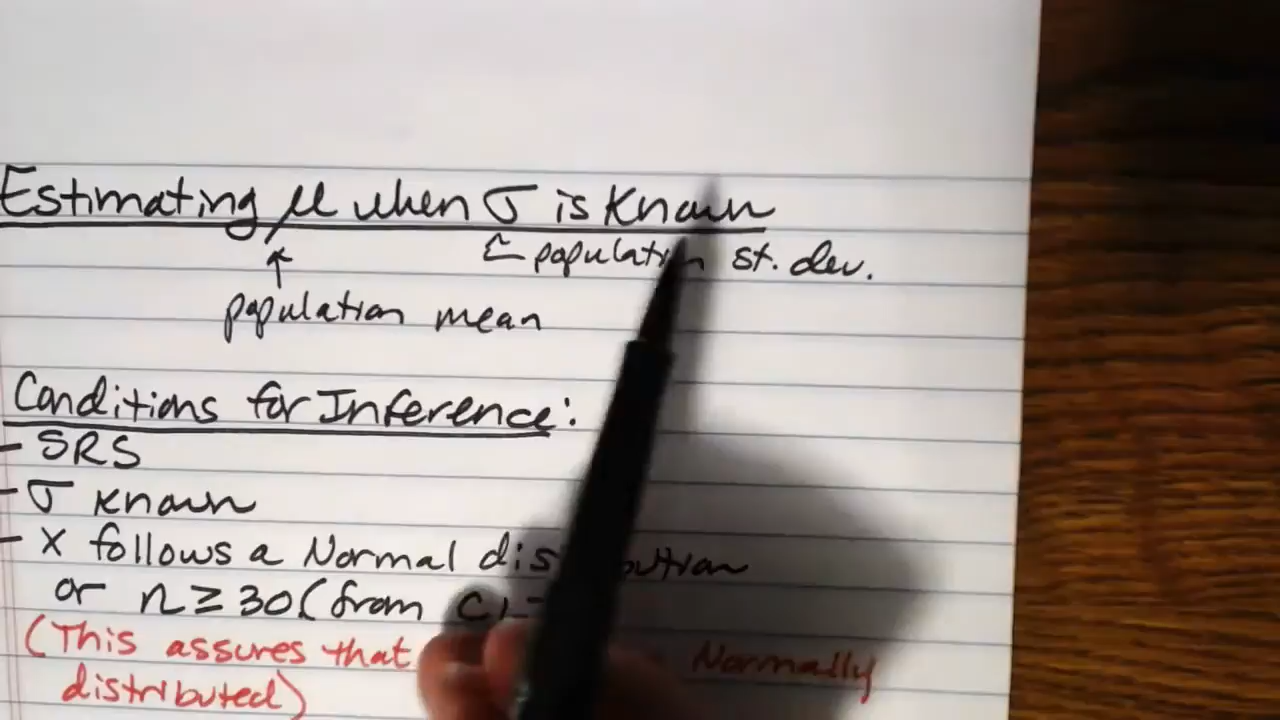 Estimating μ when σ is known
↑ ← population st. dev.
population mean
Conditions for Inference:
- SRS
- σ known
- X follows a Normal distribution
or n ≥ 30 (from CLT
(This assures that Normally
distributed)